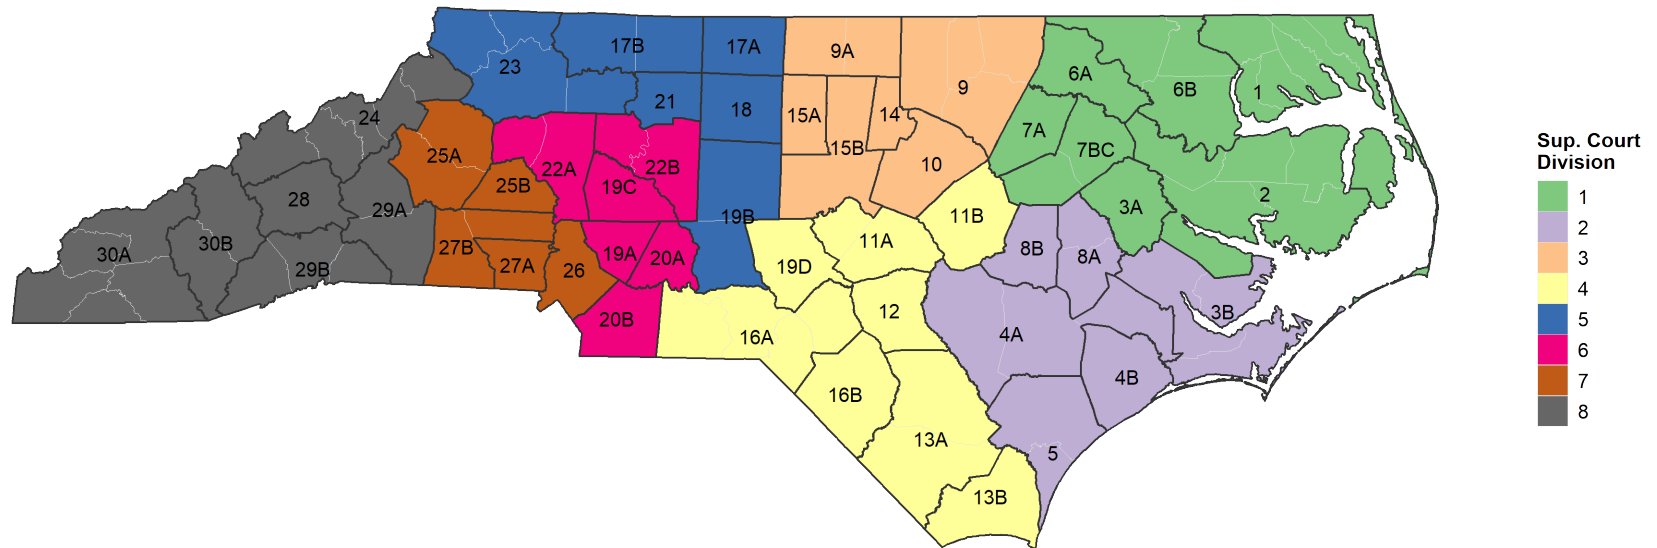 23
17B
17A
9A
9
6A
6B
1
24
21
18
15A
14
15B
10
7A
7BC
25A
25B
22A
22B
19C
28
29A
30A
30B
29B
27B
27A
26
19A
20A
20B
19B
19D
11A
11B
8B
8A
3A
2
3B
12
16A
16B
4A
4B
13A
13B
5
Sup. Court
Division
1
2
3
4
5
6
7
8